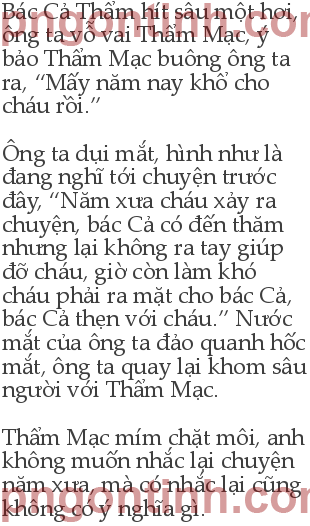 Bác Cả Thẩm hít sâu một hơi,
ông ta vỗ vai Thẩm Mạc, ý
bảo Thẩm Mạc buông ông ta
ra, “Mấy năm nay khổ cho
cháu rồi.”
Ông ta dụi mắt, hình như là
đang nghĩ tới chuyện trước
đây, “Năm xưa cháu xảy ra
chuyện, bác Cả có đến thăm
nhưng lại không ra tay giúp
đỡ cháu, giờ còn làm khó
cháu phải ra mặt cho bác Cả,
bác Cả thẹn với cháu.” Nước
mắt của ông ta đảo quanh hốc
mắt, ông ta quay lại khom sâu
người với Thẩm Mạc.
Thẩm Mạc mím chặt môi, anh
không muốn nhắc lại chuyện
năm xưa, mà có nhắc lại cũng
không có ý nghĩa gì.
pngontinh.com
pngontinh.com